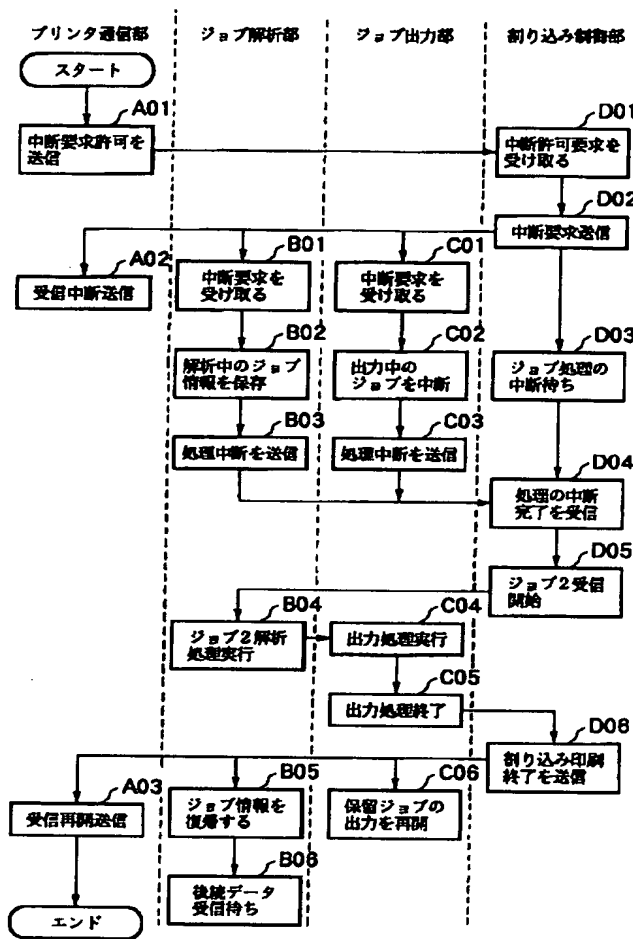 プリンタ通信部 ジョブ解析部 ジョブ出力部 割り込み制御部
スタート
A01
中断要求許可を
送信
D01
中断許可要求を
受け取る
D02
中断要求送信
A02
受信中断送信
B01
中断要求を
受け取る
C01
中断要求を
受け取る
B02
解析中のジョブ
情報を保存
C02
出力中の
ジョブを中断
D03
ジョブ処理の
中断待ち
B03
処理中断を送信
C03
処理中断を送信
D04
処理の中断
完了を受信
D05
ジョブ2受信
開始
B04
ジョブ2解析
処理実行
C04
出力処理実行
C05
出力処理終了
D06
割り込み印刷
終了を送信
A03
受信再開送信
B05
ジョブ情報を
復帰する
C06
保留ジョブの
出力を再開
B06
後続データ
受信待ち
エンド